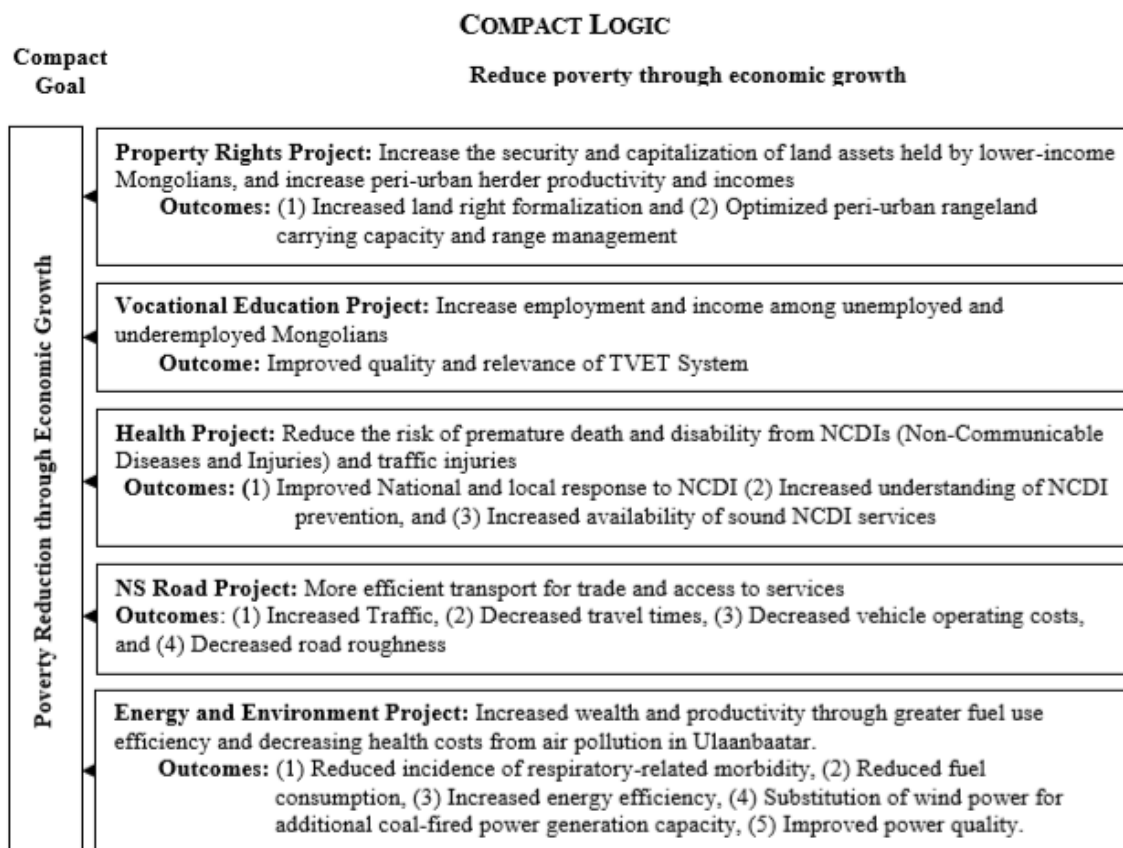 COMPACT LOGIC
Compact
Goal
Reduce poverty through economic growth
Poverty Reduction through Economic Growth
Property Rights Project: Increase the security and capitalization of land assets held by lower-income
Mongolians, and increase peri-urban herder productivity and incomes
Outcomes: (1) Increased land right formalization and (2) Optimized peri-urban rangeland
carrying capacity and range management
Vocational Education Project: Increase employment and income among unemployed and
underemployed Mongolians
Outcome: Improved quality and relevance of TVET System
Health Project: Reduce the risk of premature death and disability from NCDIs (Non-Communicable
Diseases and Injuries) and traffic injuries
Outcomes: (1) Improved National and local response to NCDI (2) Increased understanding of NCDI
prevention, and (3) Increased availability of sound NCDI services
NS Road Project: More efficient transport for trade and access to services
Outcomes: (1) Increased Traffic, (2) Decreased travel times, (3) Decreased vehicle operating costs,
and (4) Decreased road roughness
Energy and Environment Project: Increased wealth and productivity through greater fuel use
efficiency and decreasing health costs from air pollution in Ulaanbaatar.
Outcomes: (1) Reduced incidence of respiratory-related morbidity, (2) Reduced fuel
consumption, (3) Increased energy efficiency, (4) Substitution of wind power for
additional coal-fired power generation capacity, (5) Improved power quality.